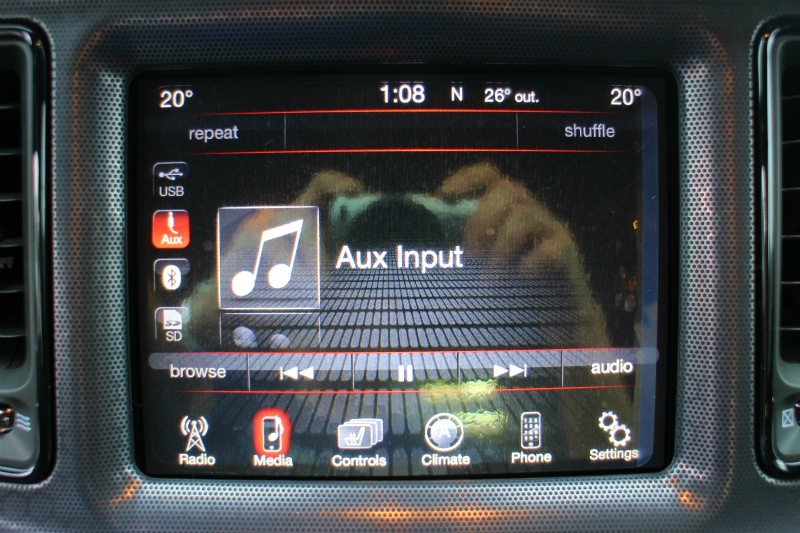 20° 1:08 N 26° out. 20°
repeat shuffle
USB
Aux
Aux Input
SD
browse audio
Radio Media Controls Climate Phone Settings